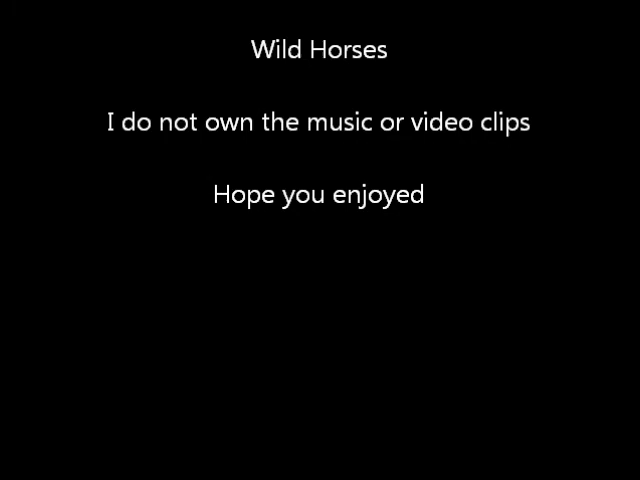 Wild Horses
I do not own the music or video clips
Hope you enjoyed